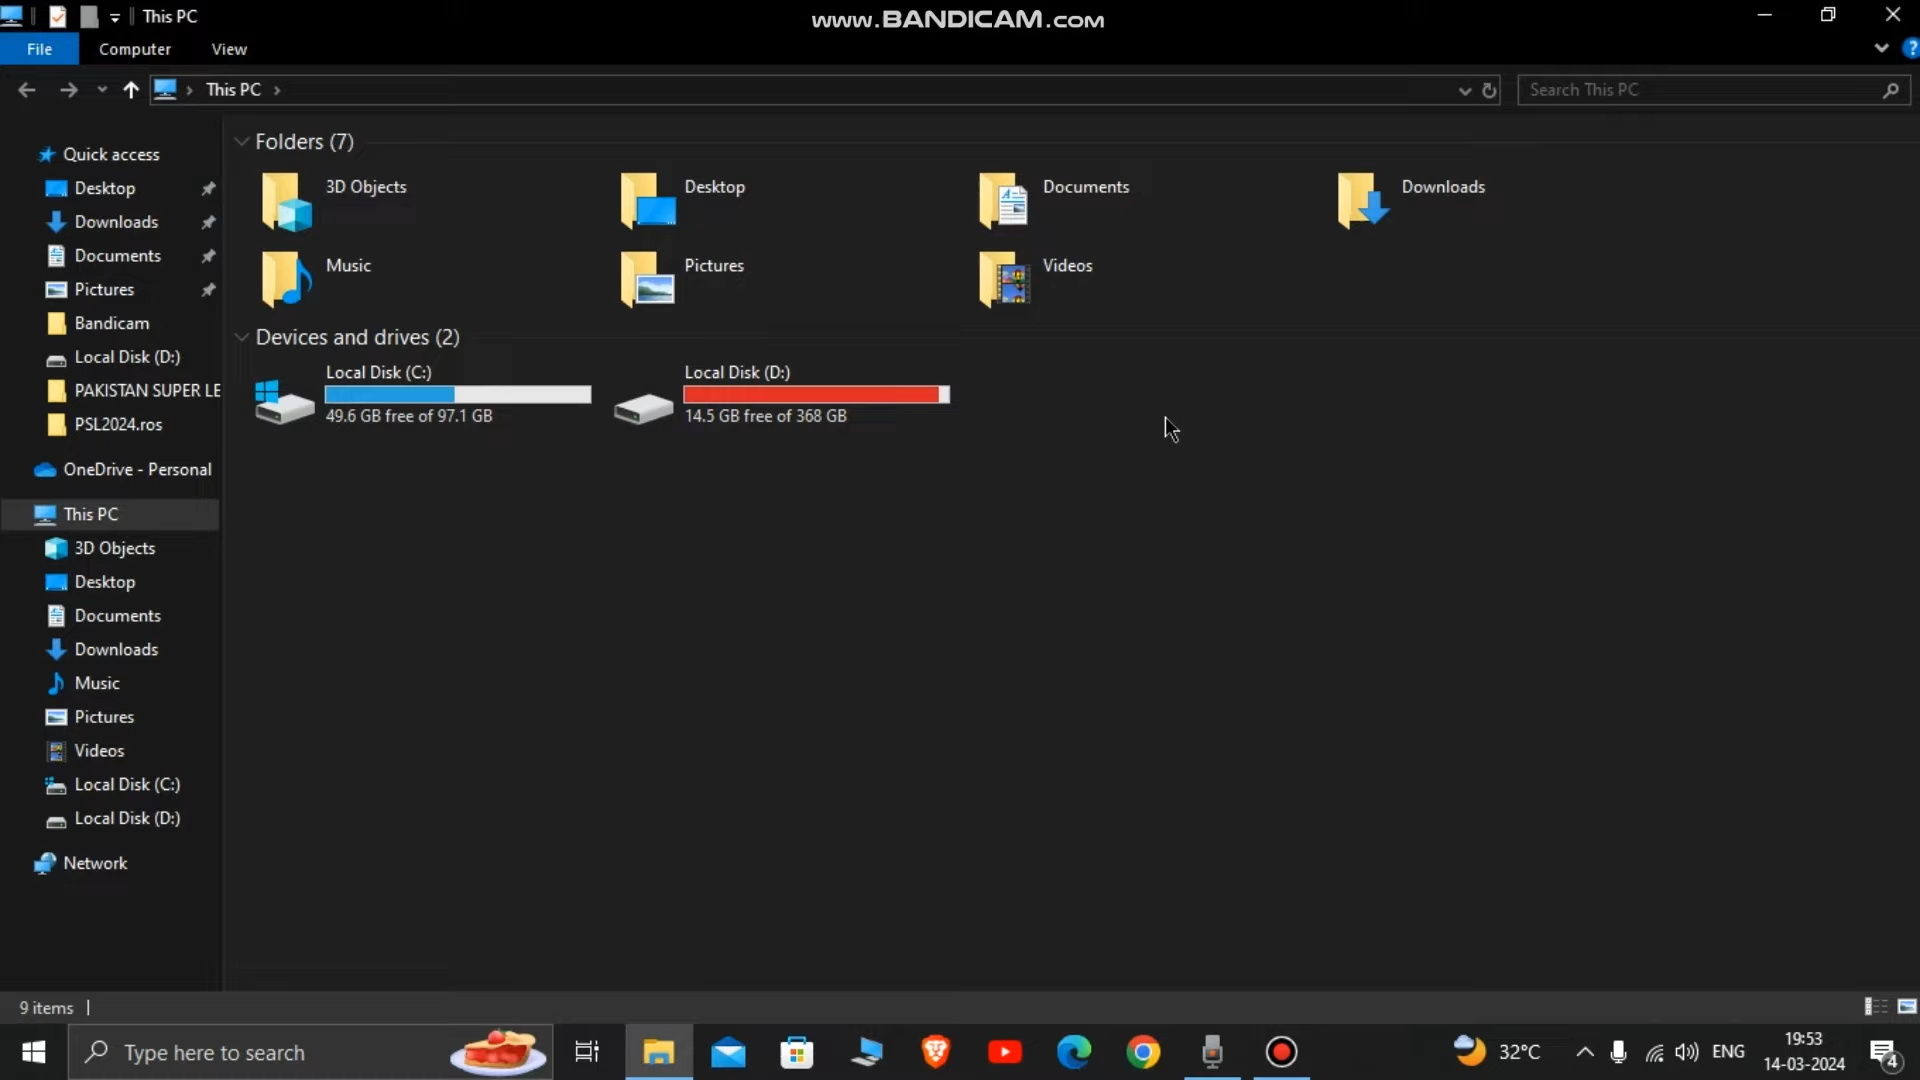 This PC
www.BANDICAM.com
File Computer View
This PC
Search This PC
?
Quick access
Desktop
Downloads
Documents
Pictures
Bandicam
Local Disk (D:)
PAKISTAN SUPER LE
PSL2024.ros
OneDrive - Personal
This PC
3D Objects
Desktop
Documents
Downloads
Music
Pictures
Videos
Local Disk (C:)
Local Disk (D:)
Network
Folders (7)
3D Objects Desktop Documents Downloads
Music Pictures Videos
Devices and drives (2)
Local Disk (C:) Local Disk (D:)
49.6 GB free of 97.1 GB 14.5 GB free of 368 GB
9 items
Type here to search
32°C
ENG
19:53
14-03-2024
4